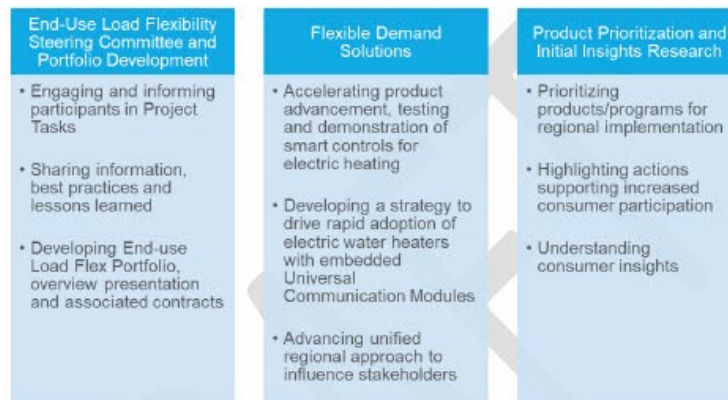 End-Use Load Flexibility
Steering Committee and
Portfolio Development
• Engaging and informing
participants in Project
Tasks
• Sharing information,
best practices and
lessons learned
• Developing End-use
Load Flex Portfolio,
overview presentation
and associated contracts
Flexible Demand
Solutions
• Accelerating product
advancement, testing
and demonstration of
smart controls for
electric heating
• Developing a strategy to
drive rapid adoption of
electric water heaters
with embedded
Universal
Communication Modules
• Advancing unified
regional approach to
influence stakeholders
Product Prioritization and
Initial Insights Research
• Prioritizing
products/programs for
regional implementation
• Highlighting actions
supporting increased
consumer participation
• Understanding
consumer insights